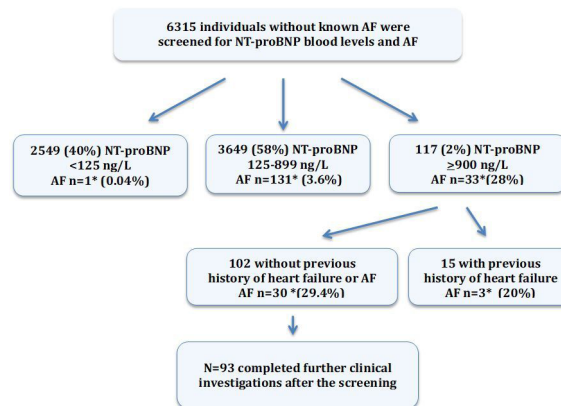 6315 individuals without known AF were
screened for NT-proBNP blood levels and AF
2549 (40%) NT-proBNP
<125 ng/L
AF n=1* (0.04%)
3649 (58%) NT-proBNP
125-899 ng/L
AF n=131* (3.6%)
117 (2%) NT-proBNP
≥900 ng/L
AF n=33*(28%)
102 without previous
history of heart failure or AF
AF n=30 *(29.4%)
15 with previous
history of heart failure
AF n=3* (20%)
N=93 completed further clinical
investigations after the screening